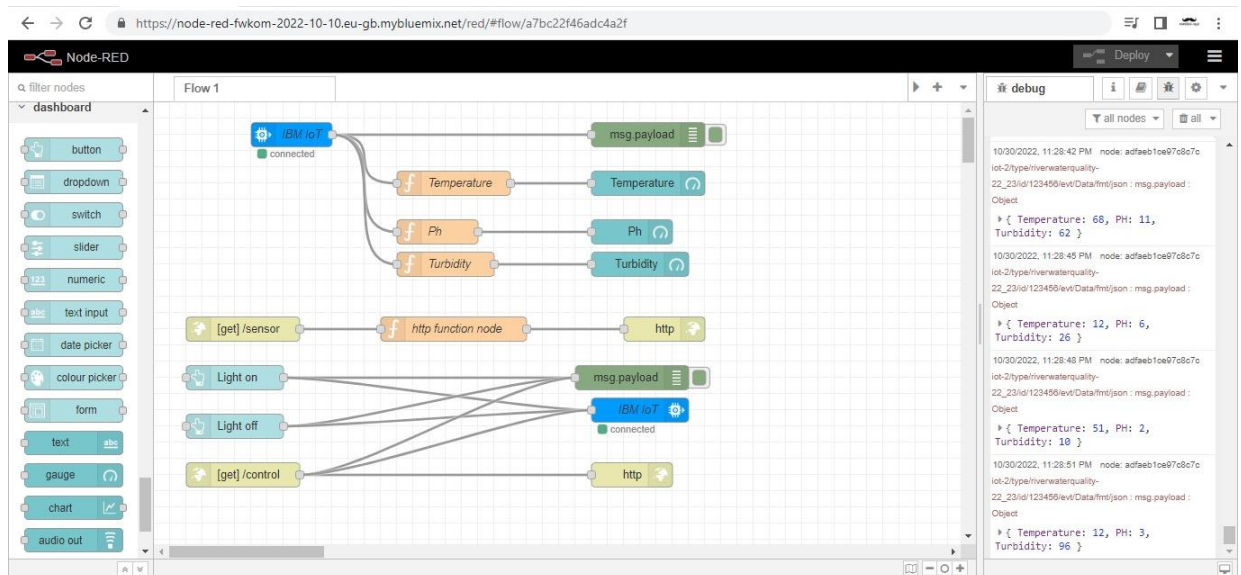 https://node-red-fwkom-2022-10-10.eu-gb.mybluemix.net/red/#flow/a7bc22f46adc4a2f
Node-RED
Deploy
filter nodes
dashboard
button
dropdown
switch
slider
123 numeric
abc text input
date picker
colour picker
form
text abc
gauge
chart
audio out
Flow 1
IBM IoT
connected
msg.payload
f Temperature
Temperature
f Ph
Ph
f Turbidity
Turbidity
[get] /sensor
f http function node
http
Light on
msg.payload
IBM IoT
connected
Light off
[get] /control
http
debug
i
all nodes
all
10/30/2022, 11:28:42 PM node: adfaeb1ce97c8c7c
iot-2/type/riverwaterquality-
22_23/id/123456/evt/Data/fmt/json : msg.payload :
Object
{ Temperature: 68, PH: 11,
Turbidity: 62 }
10/30/2022, 11:28:45 PM node: adfaeb1ce97c8c7c
iot-2/type/riverwaterquality-
22_23/id/123456/evt/Data/fmt/json : msg.payload :
Object
{ Temperature: 12, PH: 6,
Turbidity: 26 }
10/30/2022, 11:28:48 PM node: adfaeb1ce97c8c7c
iot-2/type/riverwaterquality-
22_23/id/123456/evt/Data/fmt/json : msg.payload :
Object
{ Temperature: 51, PH: 2,
Turbidity: 10 }
10/30/2022, 11:28:51 PM node: adfaeb1ce97c8c7c
iot-2/type/riverwaterquality-
22_23/id/123456/evt/Data/fmt/json : msg.payload :
Object
{ Temperature: 12, PH: 3,
Turbidity: 96 }